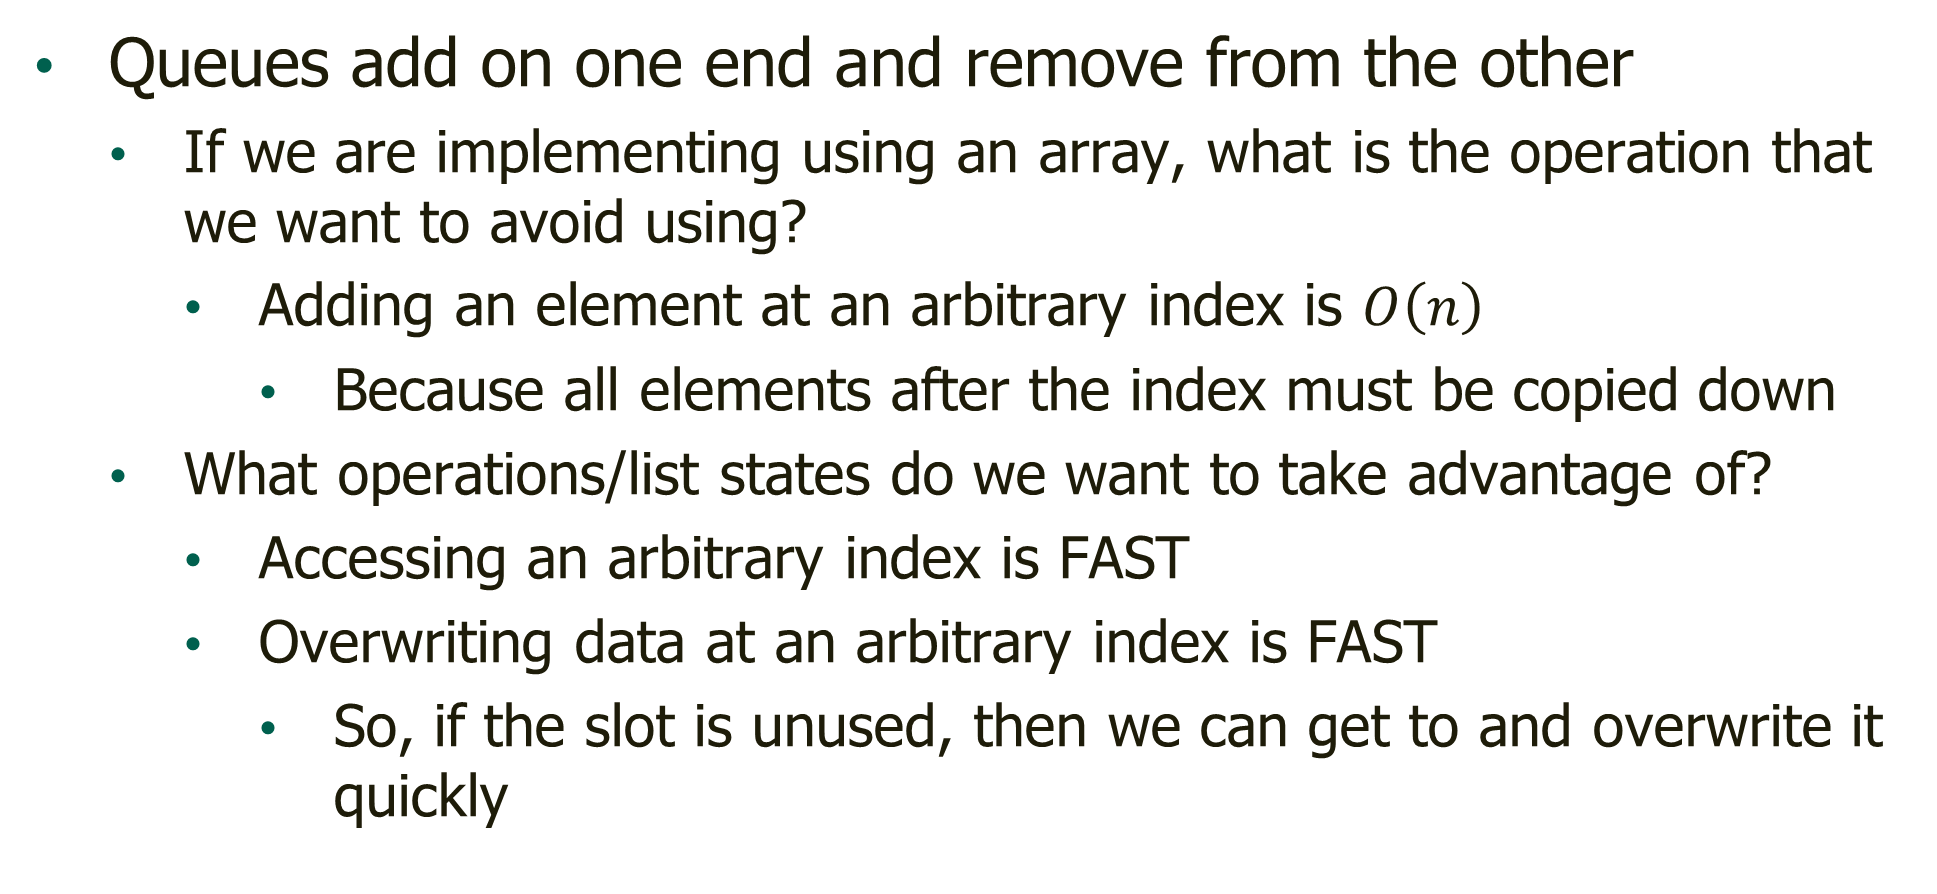 • Queues add on one end and remove from the other
• If we are implementing using an array, what is the operation that
we want to avoid using?
• Adding an element at an arbitrary index is O(n)
• Because all elements after the index must be copied down
• What operations/list states do we want to take advantage of?
• Accessing an arbitrary index is FAST
• Overwriting data at an arbitrary index is FAST
• So, if the slot is unused, then we can get to and overwrite it
quickly